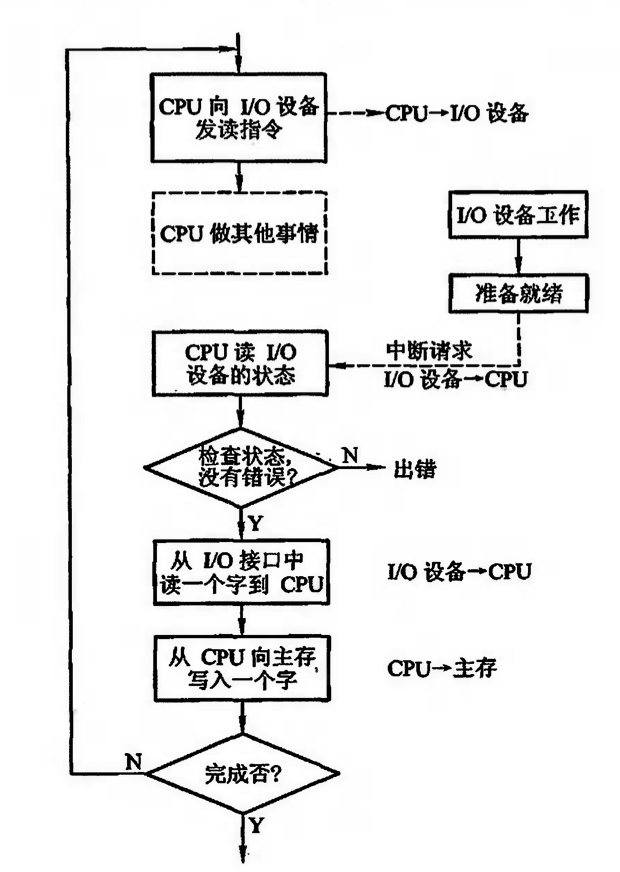 CPU 向 I/O 设备
发读指令
CPU→I/O 设备
CPU 做其他事情
I/O 设备工作
准备就绪
中断请求
I/O 设备→CPU
CPU 读 I/O
设备的状态
检查状态,
没有错误?
N
出错
Y
从 I/O 接口中
读一个字到 CPU
I/O 设备→CPU
从 CPU 向主存
写入一个字
CPU→主存
N
完成否?
Y